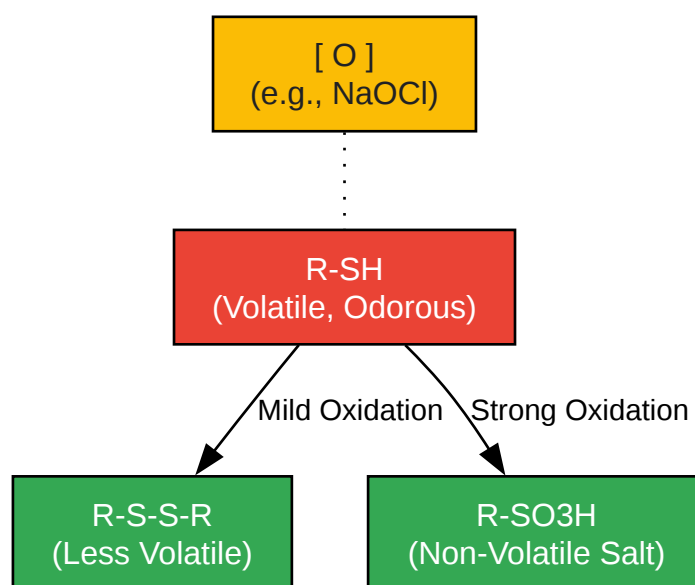 [ O ]
(e.g., NaOCl)
R-SH
(Volatile, Odorous)
Mild Oxidation
Strong Oxidation
R-S-S-R
(Less Volatile)
R-SO3H
(Non-Volatile Salt)